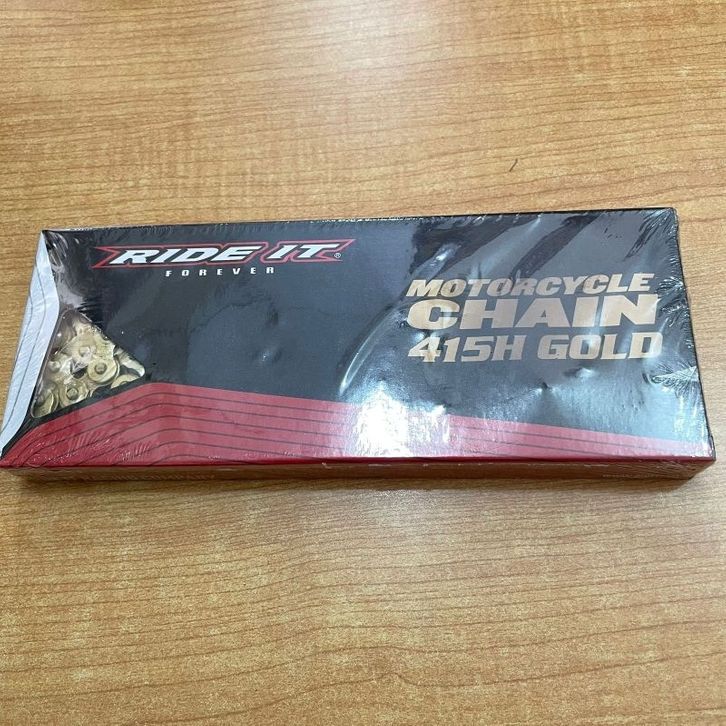 RIDE IT®
FOREVER
MOTORCYCLE
CHAIN
415H GOLD